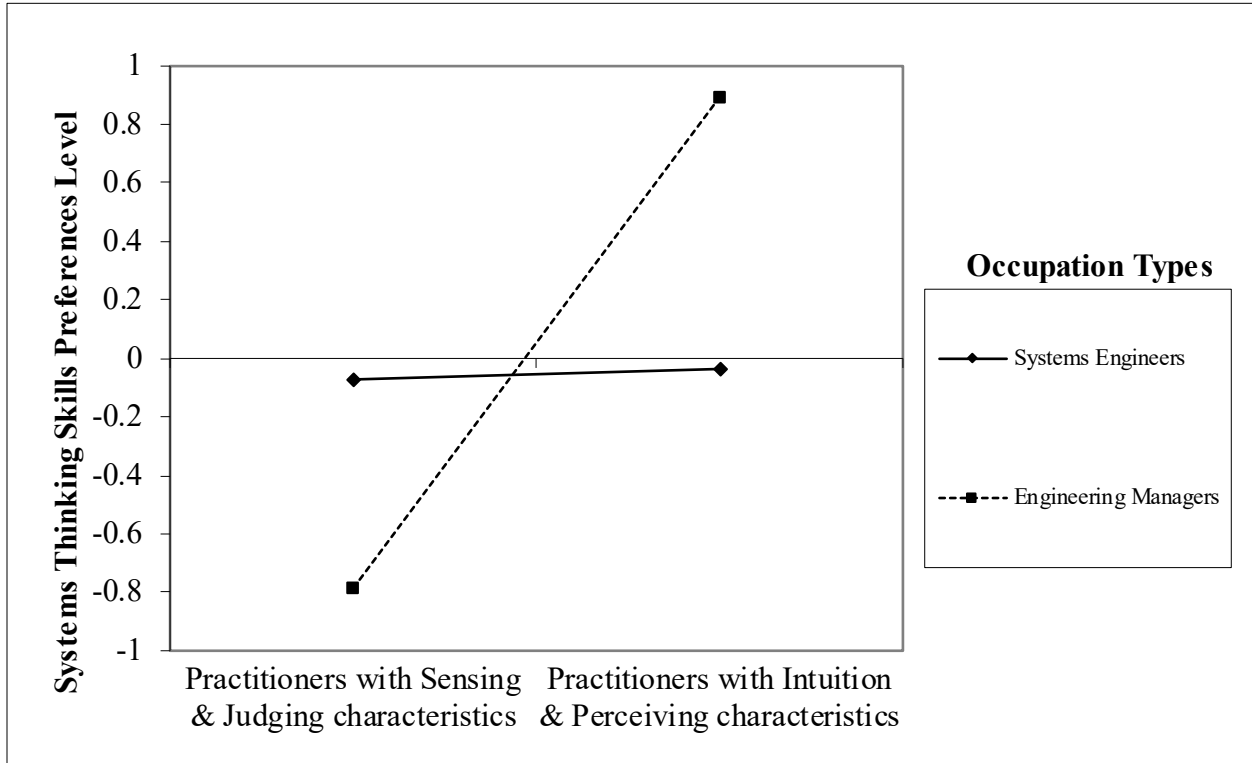 Systems Thinking Skills Preferences Level
1
0.8
0.6
0.4
0.2
0
-0.2
-0.4
-0.6
-0.8
-1
Practitioners with Sensing
& Judging characteristics
Practitioners with Intuition
& Perceiving characteristics
Occupation Types
Systems Engineers
Engineering Managers